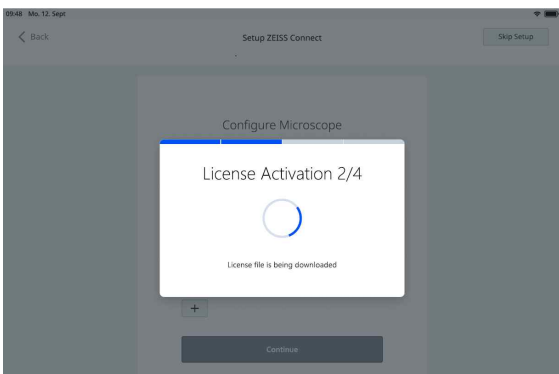 09:48 Mo. 12. Sept
Back
Setup ZEISS Connect
Skip Setup
Configure Microscope
License Activation 2/4
License file is being downloaded
+
Continue